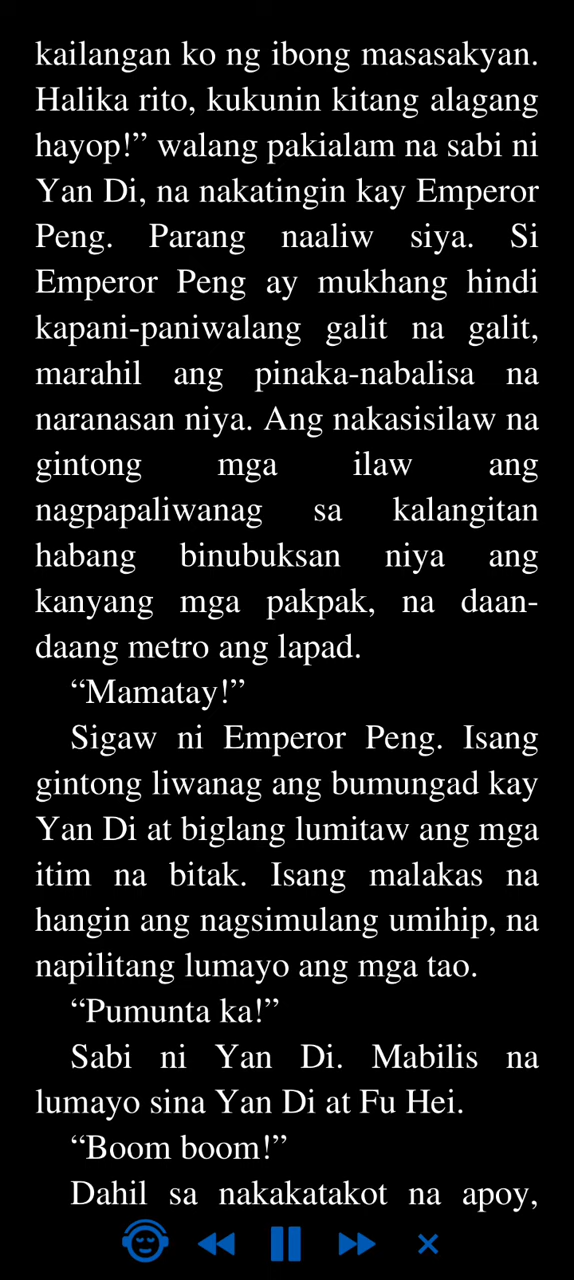 kailangan ko ng ibong masasakyan.
Halika rito, kukunin kitang alagang
hayop!” walang pakialam na sabi ni
Yan Di, na nakatingin kay Emperor
Peng. Parang naaliw siya. Si
Emperor Peng ay mukhang hindi
kapani-paniwalang galit na galit,
marahil ang pinaka-nabalisa na
naranasan niya. Ang nakasisilaw na
gintong mga ilaw ang
nagpapaliwanag sa kalangitan
habang binubuksan niya ang
kanyang mga pakpak, na daan-
daang metro ang lapad.
“Mamatay!”
Sigaw ni Emperor Peng. Isang
gintong liwanag ang bumungad kay
Yan Di at biglang lumitaw ang mga
itim na bitak. Isang malakas na
hangin ang nagsimulang umihip, na
napilitang lumayo ang mga tao.
“Pumunta ka!”
Sabi ni Yan Di. Mabilis na
lumayo sina Yan Di at Fu Hei.
“Boom boom!”
Dahil sa nakakatakot na apoy,